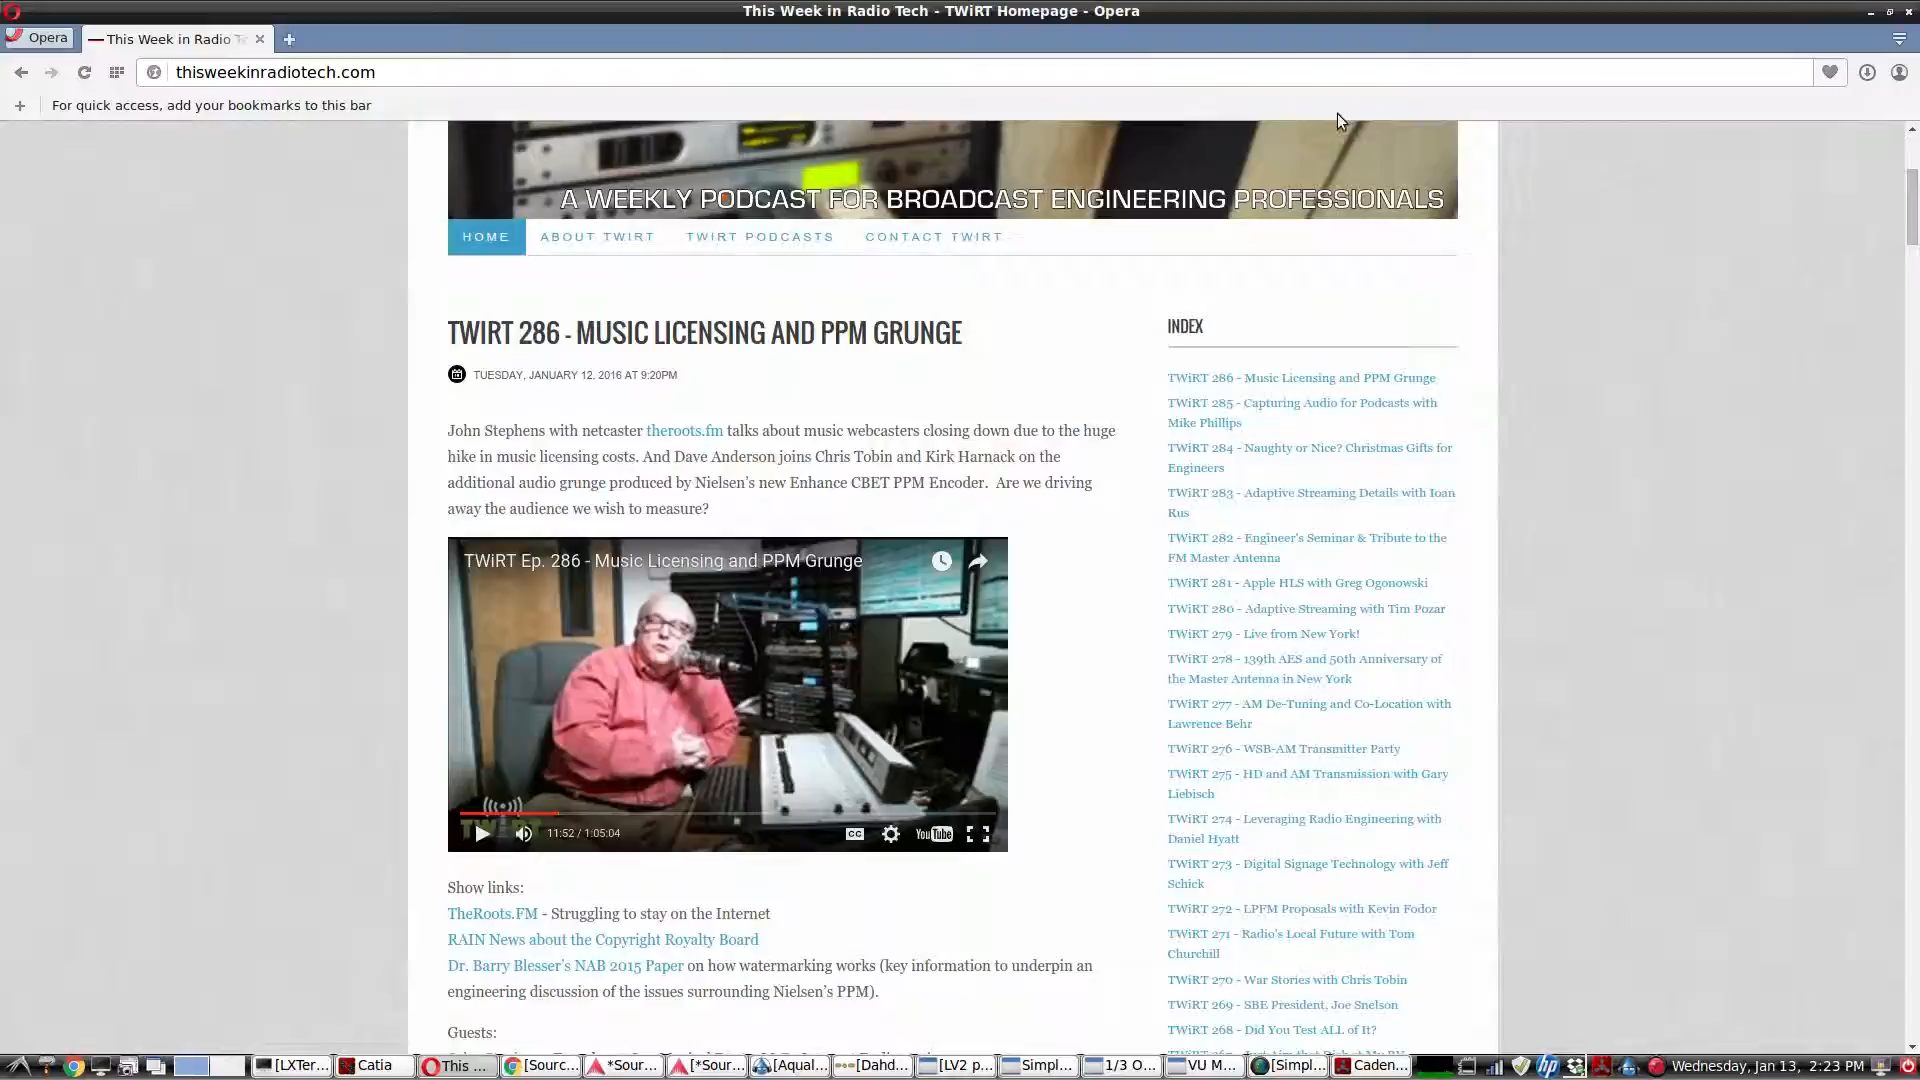 This Week in Radio Tech - TWiRT Homepage - Opera
Opera
This Week in Radio T
thisweekinradiotech.com
For quick access, add your bookmarks to this bar
A WEEKLY PODCAST FOR BROADCAST ENGINEERING PROFESSIONALS
HOME
ABOUT TWIRT
TWIRT PODCASTS
CONTACT TWIRT
TWIRT 286 - MUSIC LICENSING AND PPM GRUNGE
TUESDAY, JANUARY 12, 2016 AT 9:20PM
John Stephens with netcaster theroots.fm talks about music webcasters closing down due to the huge
hike in music licensing costs. And Dave Anderson joins Chris Tobin and Kirk Harnack on the
additional audio grunge produced by Nielsen's new Enhance CBET PPM Encoder.  Are we driving
away the audience we wish to measure?
TWiRT Ep. 286 - Music Licensing and PPM Grunge
11:52 / 1:05:04
CC
YouTube
Show links:
TheRoots.FM - Struggling to stay on the Internet
RAIN News about the Copyright Royalty Board
Dr. Barry Blesser's NAB 2015 Paper on how watermarking works (key information to underpin an
engineering discussion of the issues surrounding Nielsen's PPM).
Guests:
INDEX
TWiRT 286 - Music Licensing and PPM Grunge
TWiRT 285 - Capturing Audio for Podcasts with
Mike Phillips
TWiRT 284 - Naughty or Nice? Christmas Gifts for
Engineers
TWiRT 283 - Adaptive Streaming Details with Ioan
Rus
TWiRT 282 - Engineer's Seminar & Tribute to the
FM Master Antenna
TWiRT 281 - Apple HLS with Greg Ogonowski
TWiRT 280 - Adaptive Streaming with Tim Pozar
TWiRT 279 - Live from New York!
TWiRT 278 - 139th AES and 50th Anniversary of
the Master Antenna in New York
TWiRT 277 - AM De-Tuning and Co-Location with
Lawrence Behr
TWiRT 276 - WSB-AM Transmitter Party
TWiRT 275 - HD and AM Transmission with Gary
Liebisch
TWiRT 274 - Leveraging Radio Engineering with
Daniel Hyatt
TWiRT 273 - Digital Signage Technology with Jeff
Schick
TWiRT 272 - LPFM Proposals with Kevin Fodor
TWiRT 271 - Radio's Local Future with Tom
Churchill
TWiRT 270 - War Stories with Chris Tobin
TWiRT 269 - SBE President, Joe Snelson
TWiRT 268 - Did You Test ALL of It?
[LXTer...
Catia
This ...
[Sourc...
*Sour...
[*Sour...
[Aqual...
[Dahd...
[LV2 p...
Simpl...
1/3 O...
VU M...
[Simpl...
Caden...
Wednesday, Jan 13, 2:23 PM